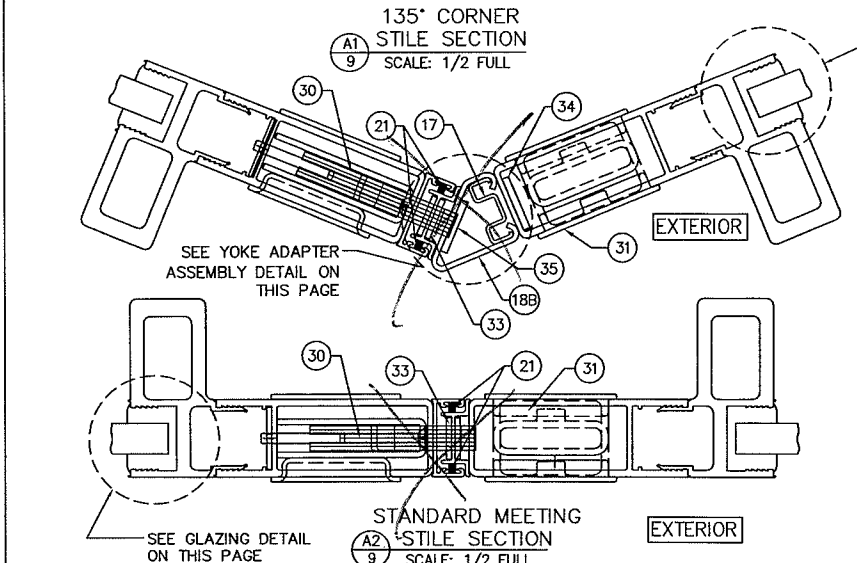 135° CORNER
A1
9
STILE SECTION
SCALE: 1/2 FULL
30
21
17
34
EXTERIOR
31
SEE YOKE ADAPTER
ASSEMBLY DETAIL ON
THIS PAGE
35
18B
33
30
33
21
31
SEE GLAZING DETAIL
ON THIS PAGE
STANDARD MEETING
A2
9
STILE SECTION
SCALE: 1/2 FULL
EXTERIOR